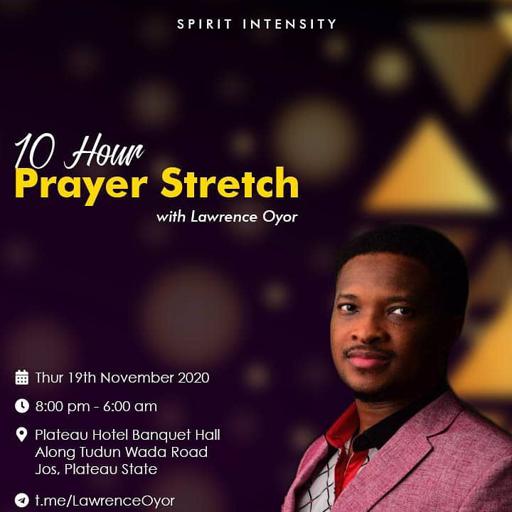 SPIRIT INTENSITY
10 Hour
Prayer Stretch
with Lawrence Oyor
Thur 19th November 2020
8:00 pm - 6:00 am
Plateau Hotel Banquet Hall
Along Tudun Wada Road
Jos, Plateau State
t.me/LawrenceOyor